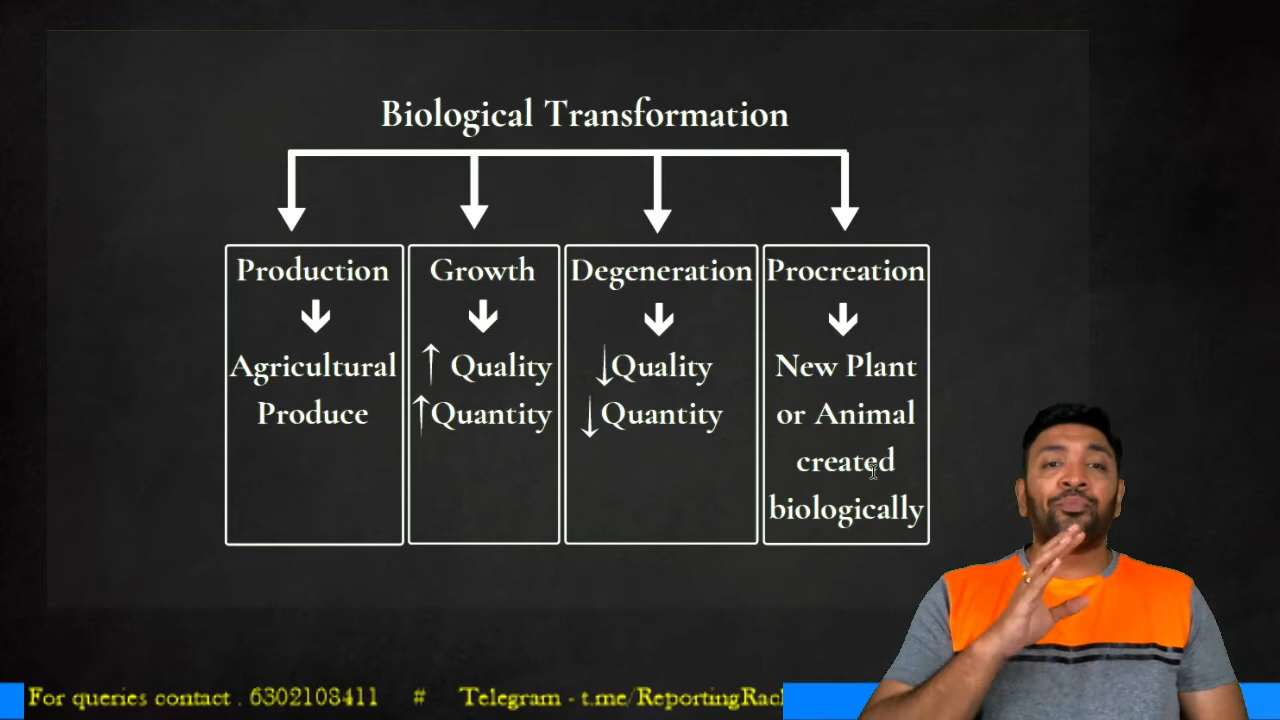 Biological Transformation
Production
Agricultural
Produce
Growth
↑ Quality
↑Quantity
Degeneration
↓Quality
↓Quantity
Procreation
New Plant
or Animal
created
biologically
For queries contact . 6302108411 # Telegram - t.me/ReportingRac